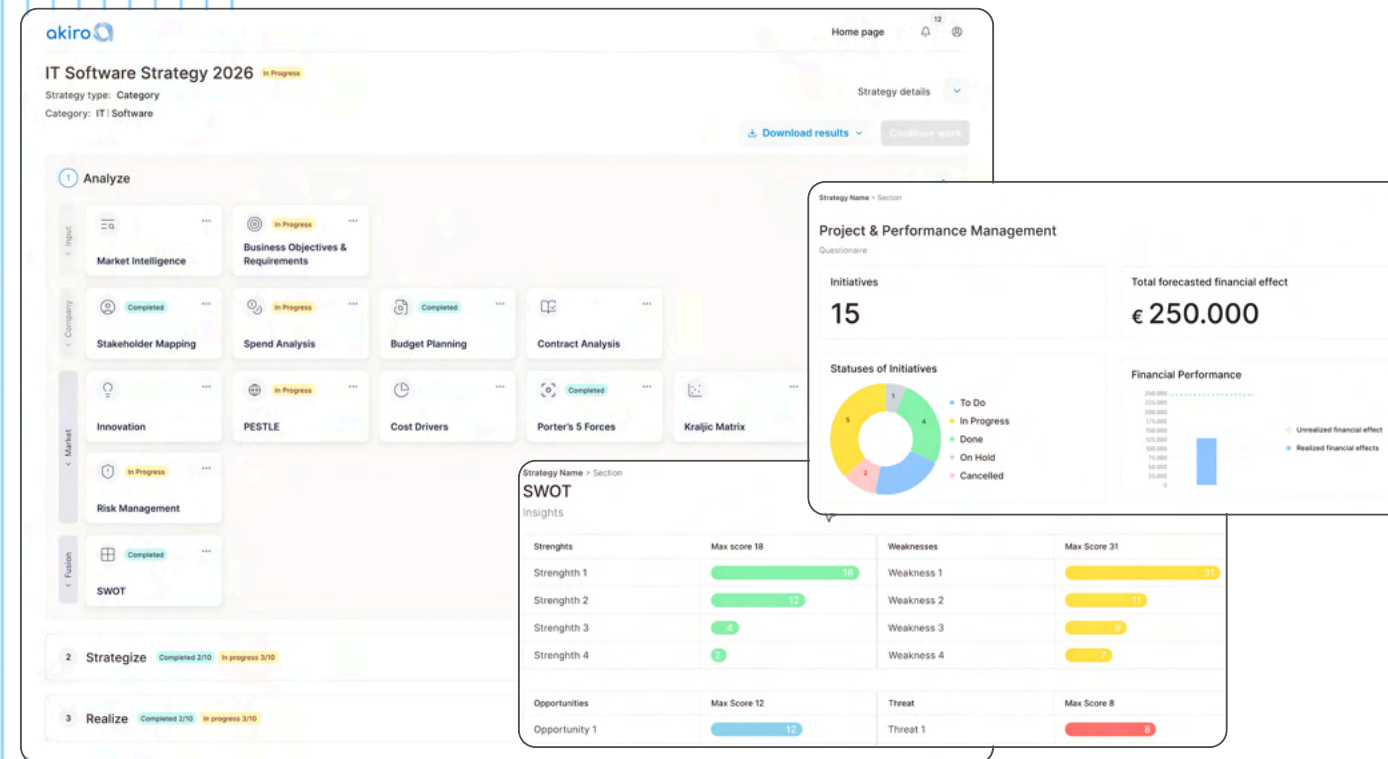 akiro
Home page
12
IT Software Strategy 2026 In Progress
Strategy type: Category
Category: IT | Software
Strategy details
Download results
Continue work
1 Analyze
< Input
Market Intelligence
In Progress
Business Objectives &
Requirements
< Company
Completed
Stakeholder Mapping
In Progress
Spend Analysis
Completed
Budget Planning
Contract Analysis
< Market
Innovation
In Progress
PESTLE
Cost Drivers
Completed
Porter's 5 Forces
Kraljic Matrix
In Progress
Risk Management
< Fusion
Completed
SWOT
2 Strategize Completed 2/10 In progress 3/10
3 Realize Completed 2/10 In progress 3/10
Strategy Name > Section
Project & Performance Management
Questionaire
Initiatives
15
Total forecasted financial effect
€ 250.000
Statuses of Initiatives
1
4
2
5
To Do
In Progress
Done
On Hold
Cancelled
Financial Performance
250.000
225.000
200.000
175.000
150.000
125.000
100.000
75.000
50.000
25.000
0
Unrealized financial effect
Realized financial effects
Strategy Name > Section
SWOT
Insights
Strenghts Max score 18 Weaknesses Max Score 31
Strenghth 1 18 Weakness 1 31
Strenghth 2 12 Weakness 2 11
Strenghth 3 4 Weakness 3 9
Strenghth 4 2 Weakness 4 7
Opportunities Max Score 12 Threat Max Score 8
Opportunity 1 12 Threat 1 8